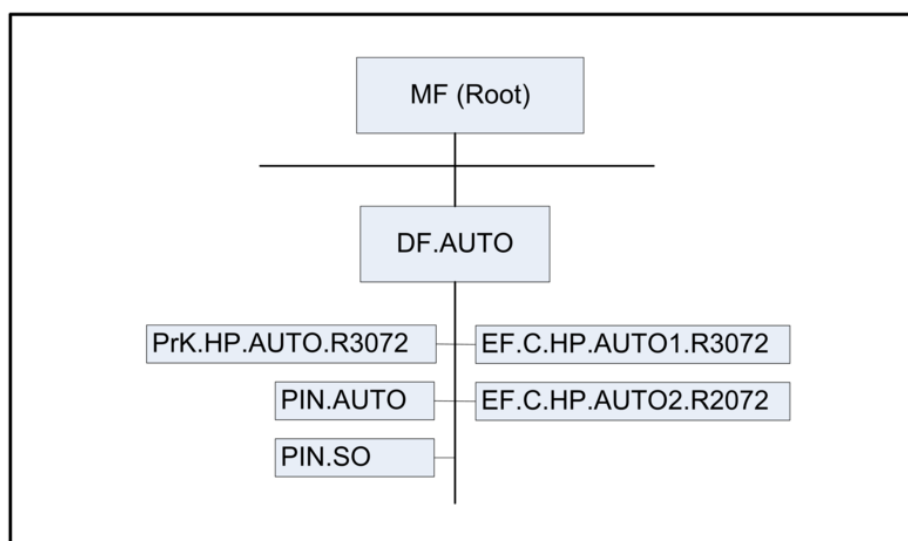 MF (Root)
DF.AUTO
PrK.HP.AUTO.R3072
EF.C.HP.AUTO1.R3072
PIN.AUTO
EF.C.HP.AUTO2.R2072
PIN.SO